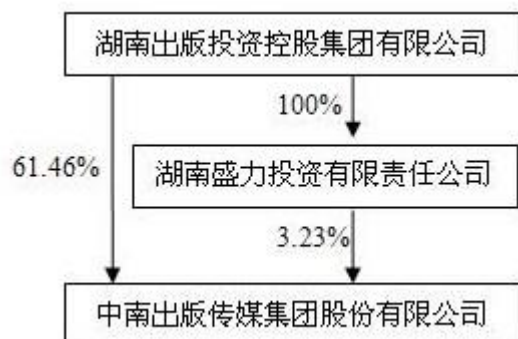 湖南出版投资控股集团有限公司
100%
61.46%
湖南盛力投资有限责任公司
3.23%
中南出版传媒集团股份有限公司